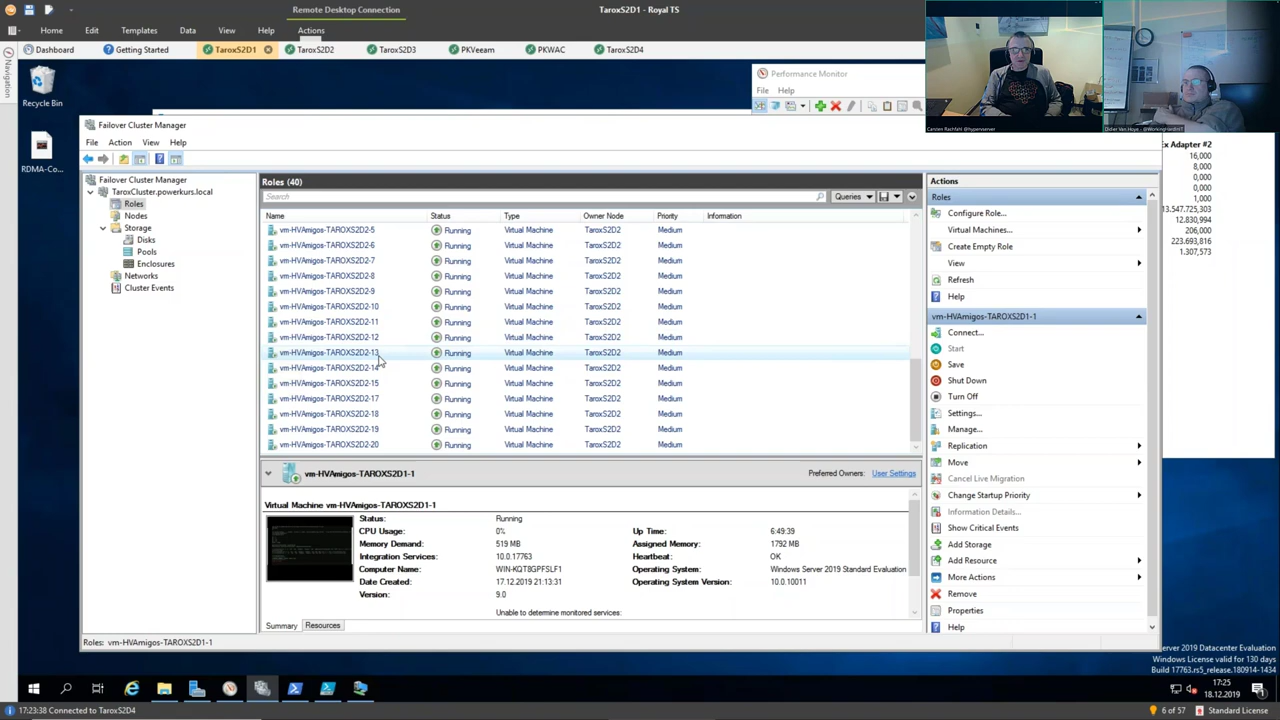 Remote Desktop Connection
TaroxS2D1 - Royal TS
Home Edit Templates Data View Help Actions
Dashboard Getting Started TaroxS2D1 TaroxS2D2 TaroxS2D3 PKVeeam PKWAC TaroxS2D4
Navigation
Recycle Bin
RDMA-Co...
Performance Monitor
File Help
Carsten Rachfahl @hypervserver
Didier Van Hoye - @WorkingHardInIT
Failover Cluster Manager
File Action View Help
Failover Cluster Manager
TaroxCluster.powerkurs.local
Roles
Nodes
Storage
Disks
Pools
Enclosures
Networks
Cluster Events
Roles (40)
Search
Queries
Name Status Type Owner Node Priority Information
vm-HVAmigos-TAROXS2D2-5 Running Virtual Machine TaroxS2D2 Medium
vm-HVAmigos-TAROXS2D2-6 Running Virtual Machine TaroxS2D2 Medium
vm-HVAmigos-TAROXS2D2-7 Running Virtual Machine TaroxS2D2 Medium
vm-HVAmigos-TAROXS2D2-8 Running Virtual Machine TaroxS2D2 Medium
vm-HVAmigos-TAROXS2D2-9 Running Virtual Machine TaroxS2D2 Medium
vm-HVAmigos-TAROXS2D2-10 Running Virtual Machine TaroxS2D2 Medium
vm-HVAmigos-TAROXS2D2-11 Running Virtual Machine TaroxS2D2 Medium
vm-HVAmigos-TAROXS2D2-12 Running Virtual Machine TaroxS2D2 Medium
vm-HVAmigos-TAROXS2D2-13 Running Virtual Machine TaroxS2D2 Medium
vm-HVAmigos-TAROXS2D2-14 Running Virtual Machine TaroxS2D2 Medium
vm-HVAmigos-TAROXS2D2-15 Running Virtual Machine TaroxS2D2 Medium
vm-HVAmigos-TAROXS2D2-17 Running Virtual Machine TaroxS2D2 Medium
vm-HVAmigos-TAROXS2D2-18 Running Virtual Machine TaroxS2D2 Medium
vm-HVAmigos-TAROXS2D2-19 Running Virtual Machine TaroxS2D2 Medium
vm-HVAmigos-TAROXS2D2-20 Running Virtual Machine TaroxS2D2 Medium
vm-HVAmigos-TAROXS2D1-1
Preferred Owners: User Settings
Virtual Machine vm-HVAmigos-TAROXS2D1-1
Status: Running
CPU Usage: 0% Up Time: 6:49:39
Memory Demand: 519 MB Assigned Memory: 1792 MB
Integration Services: 10.0.17763 Heartbeat: OK
Computer Name: WIN-KQT8GPFSLF1 Operating System: Windows Server 2019 Standard Evaluation
Date Created: 17.12.2019 21:13:31 Operating System Version: 10.0.10011
Version: 9.0
Unable to determine monitored services:
Summary Resources
Roles: vm-HVAmigos-TAROXS2D1-1
Actions
Roles
Configure Role...
Virtual Machines...
Create Empty Role
View
Refresh
Help
vm-HVAmigos-TAROXS2D1-1
Connect...
Start
Save
Shut Down
Turn Off
Settings...
Manage...
Replication
Move
Cancel Live Migration
Change Startup Priority
Information Details...
Show Critical Events
Add Storage
Add Resource
More Actions
Remove
Properties
Help
x Adapter #2
16,000
8,000
0,000
0,000
1,000
13.547.725,303
12.830,994
206,000
223.693,816
1.307,573
erver 2019 Datacenter Evaluation
Windows License valid for 130 days
17763.rs5_release.180914-1434
17:25
18.12.2019
17:23:38 Connected to TaroxS2D4
6 of 57
Standard License